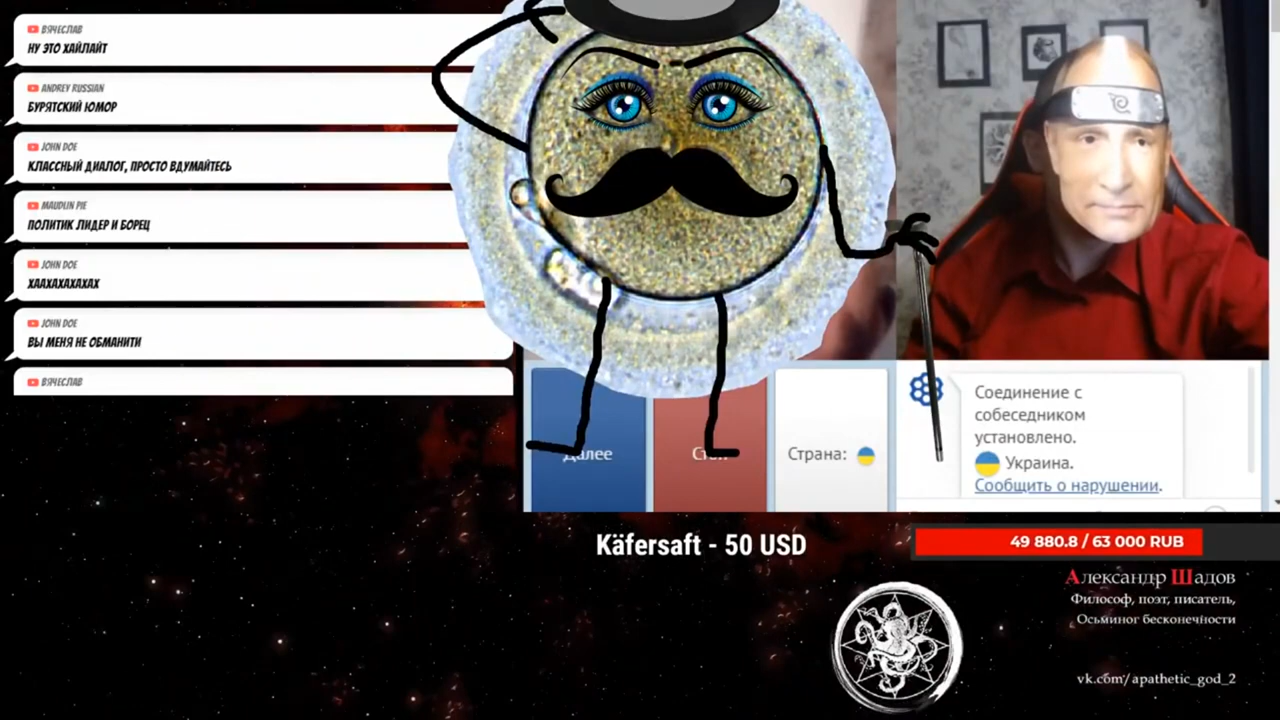 ВЯЧЕСЛАВ
НУ ЭТО ХАЙЛАЙТ
ANDREY RUSSIAN
БУРЯТСКИЙ ЮМОР
JOHN DOE
КЛАССНЫЙ ДИАЛОГ, ПРОСТО ВДУМАЙТЕСЬ
MAUDLIN PIE
ПОЛИТИК ЛИДЕР И БОРЕЦ
JOHN DOE
ХААХАХАХАХАХ
JOHN DOE
ВЫ МЕНЯ НЕ ОБМАНИТИ
ВЯЧЕСЛАВ
Далее
Стоп
Страна:
Соединение с
собеседником
установлено.
Украина.
Сообщить о нарушении.
Käfersaft - 50 USD
49 880.8 / 63 000 RUB
Александр Шадов
Философ, поэт, писатель,
Осьминог бесконечности
vk.com/apathetic_god_2